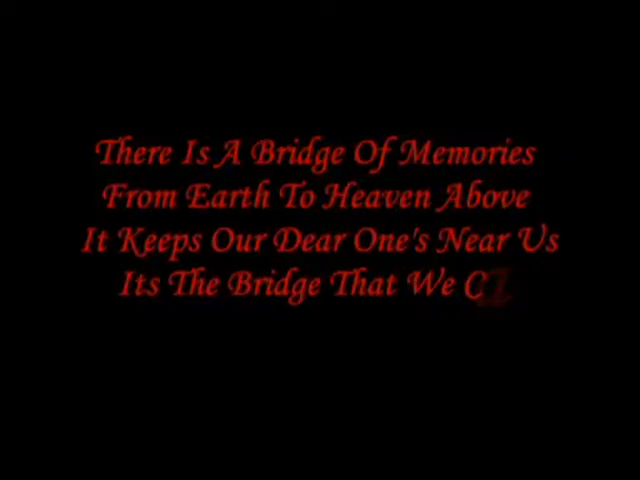 There Is A Bridge Of Memories
From Earth To Heaven Above
It Keeps Our Dear One's Near Us
Its The Bridge That We